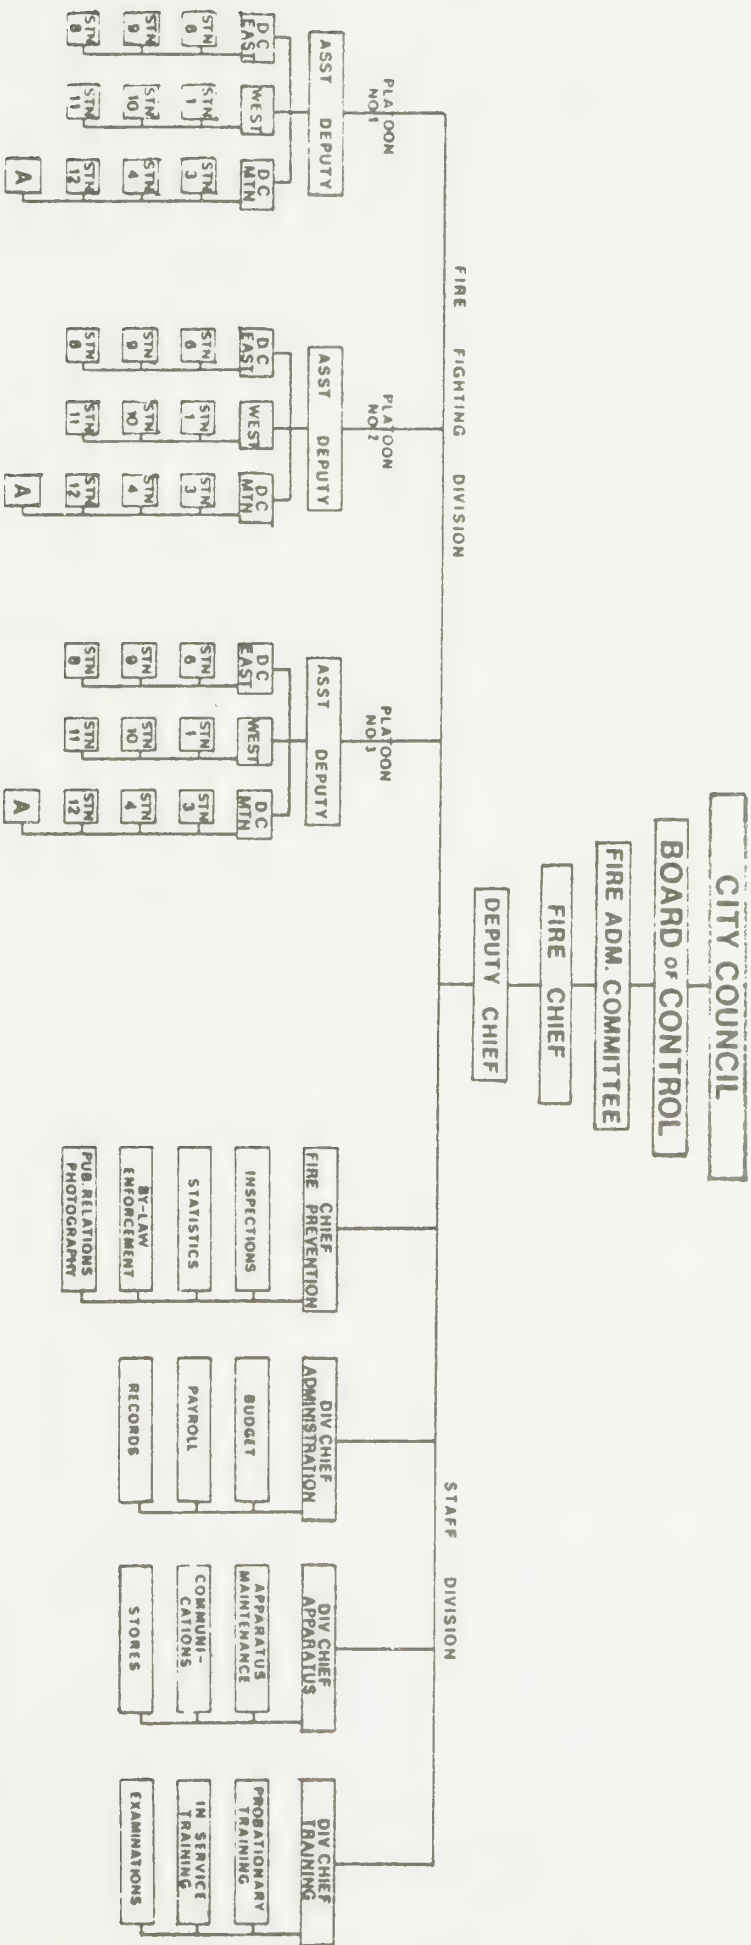 CITY COUNCIL
BOARD OF CONTROL
FIRE ADM. COMMITTEE
FIRE CHIEF
DEPUTY CHIEF
FIRE FIGHTING DIVISION
STAFF DIVISION
PLATOON
NO 1
ASST DEPUTY
D C
EAST
STN
6
STN
9
STN
8
WEST
STN
1
STN
10
STN
11
D C
MTN
STN
3
STN
4
STN
12
A
PLATOON
NO 2
ASST DEPUTY
D C
EAST
STN
6
STN
9
STN
8
WEST
STN
1
STN
10
STN
11
D C
MTN
STN
3
STN
4
STN
12
A
PLATOON
NO 3
ASST DEPUTY
D C
EAST
STN
6
STN
9
STN
8
WEST
STN
1
STN
10
STN
11
D C
MTN
STN
3
STN
4
STN
12
A
CHIEF
FIRE PREVENTION
INSPECTIONS
STATISTICS
BY-LAW
ENFORCEMENT
PUB. RELATIONS
PHOTOGRAPHY
DIV CHIEF
ADMINISTRATION
BUDGET
PAYROLL
RECORDS
DIV CHIEF
APPARATUS
APPARATUS
MAINTENANCE
COMMUNI-
CATIONS
STORES
DIV CHIEF
TRAINING
PROBATIONARY
TRAINING
IN SERVICE
TRAINING
EXAMINATIONS